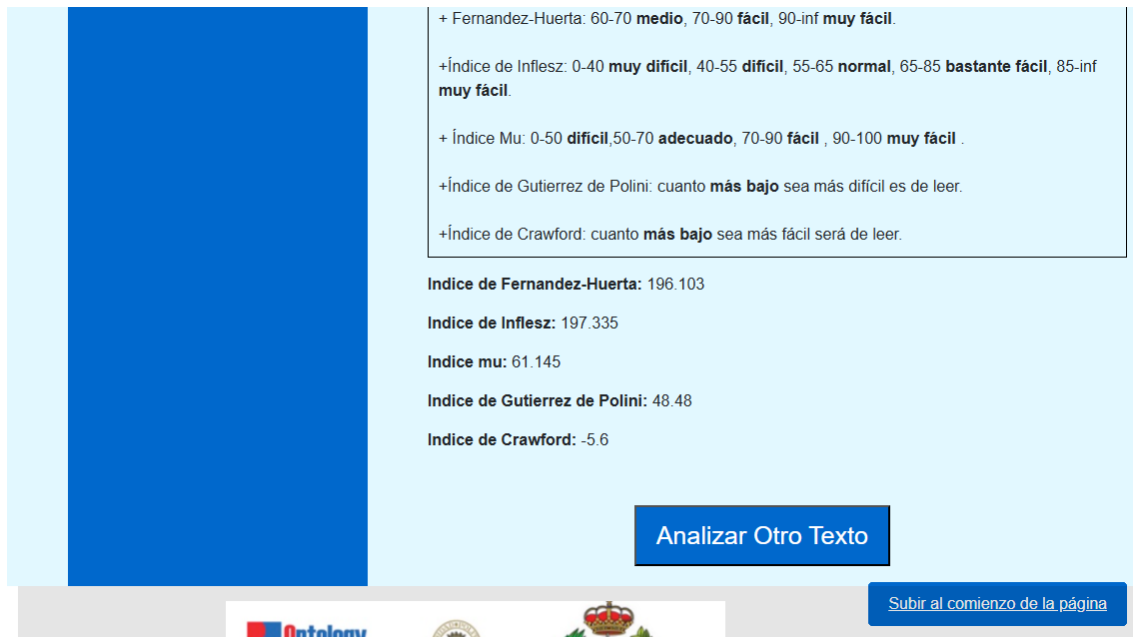 + Fernandez-Huerta: 60-70 medio, 70-90 fácil, 90-inf muy fácil.
+Índice de Inflesz: 0-40 muy difícil, 40-55 difícil, 55-65 normal, 65-85 bastante fácil, 85-inf
muy fácil.
+ Índice Mu: 0-50 difícil,50-70 adecuado, 70-90 fácil , 90-100 muy fácil .
+Índice de Gutierrez de Polini: cuanto más bajo sea más difícil es de leer.
+Índice de Crawford: cuanto más bajo sea más fácil será de leer.
Indice de Fernandez-Huerta: 196.103
Indice de Inflesz: 197.335
Indice mu: 61.145
Indice de Gutierrez de Polini: 48.48
Indice de Crawford: -5.6
Analizar Otro Texto
Subir al comienzo de la página
Ontology